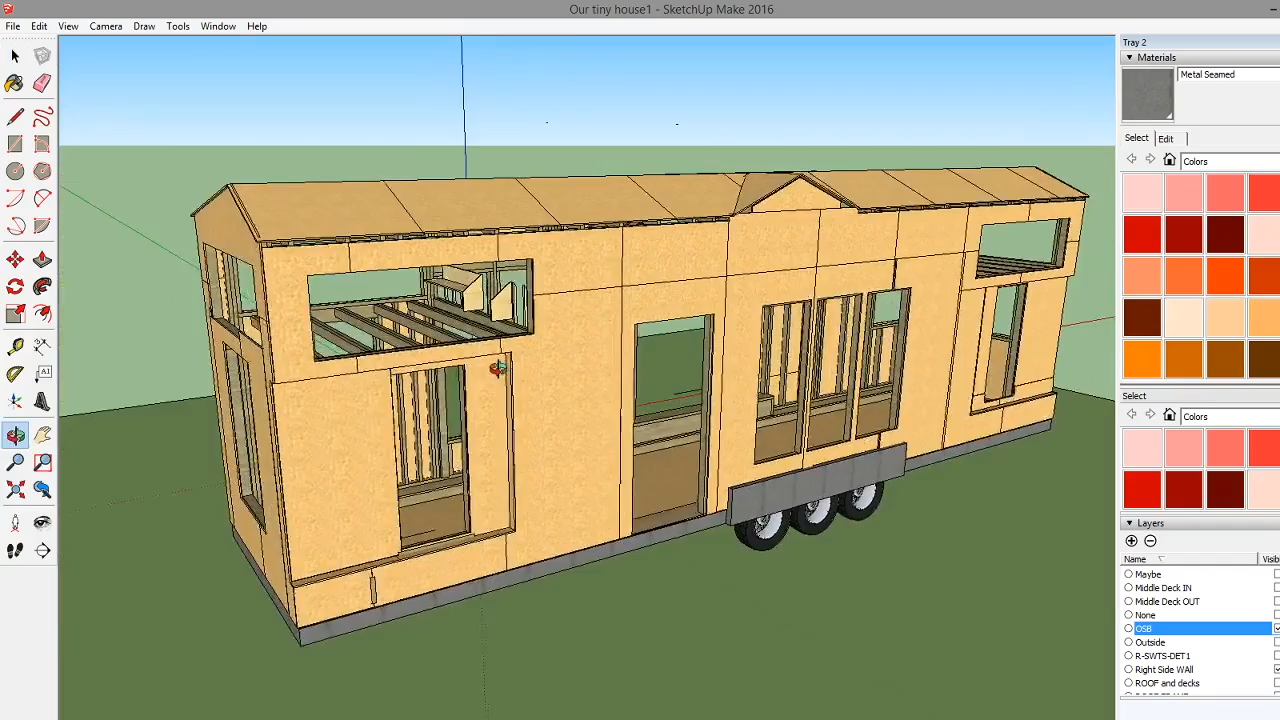 Our tiny house1 - SketchUp Make 2016
File Edit View Camera Draw Tools Window Help
Tray 2
Materials
Metal Seamed
Select Edit
Colors
AI
Select
Colors
Layers
Name Visib
Maybe
Middle Deck IN
Middle Deck OUT
None
OSB
Outside
R-SWTS-DET1
Right Side WAll
ROOF and decks